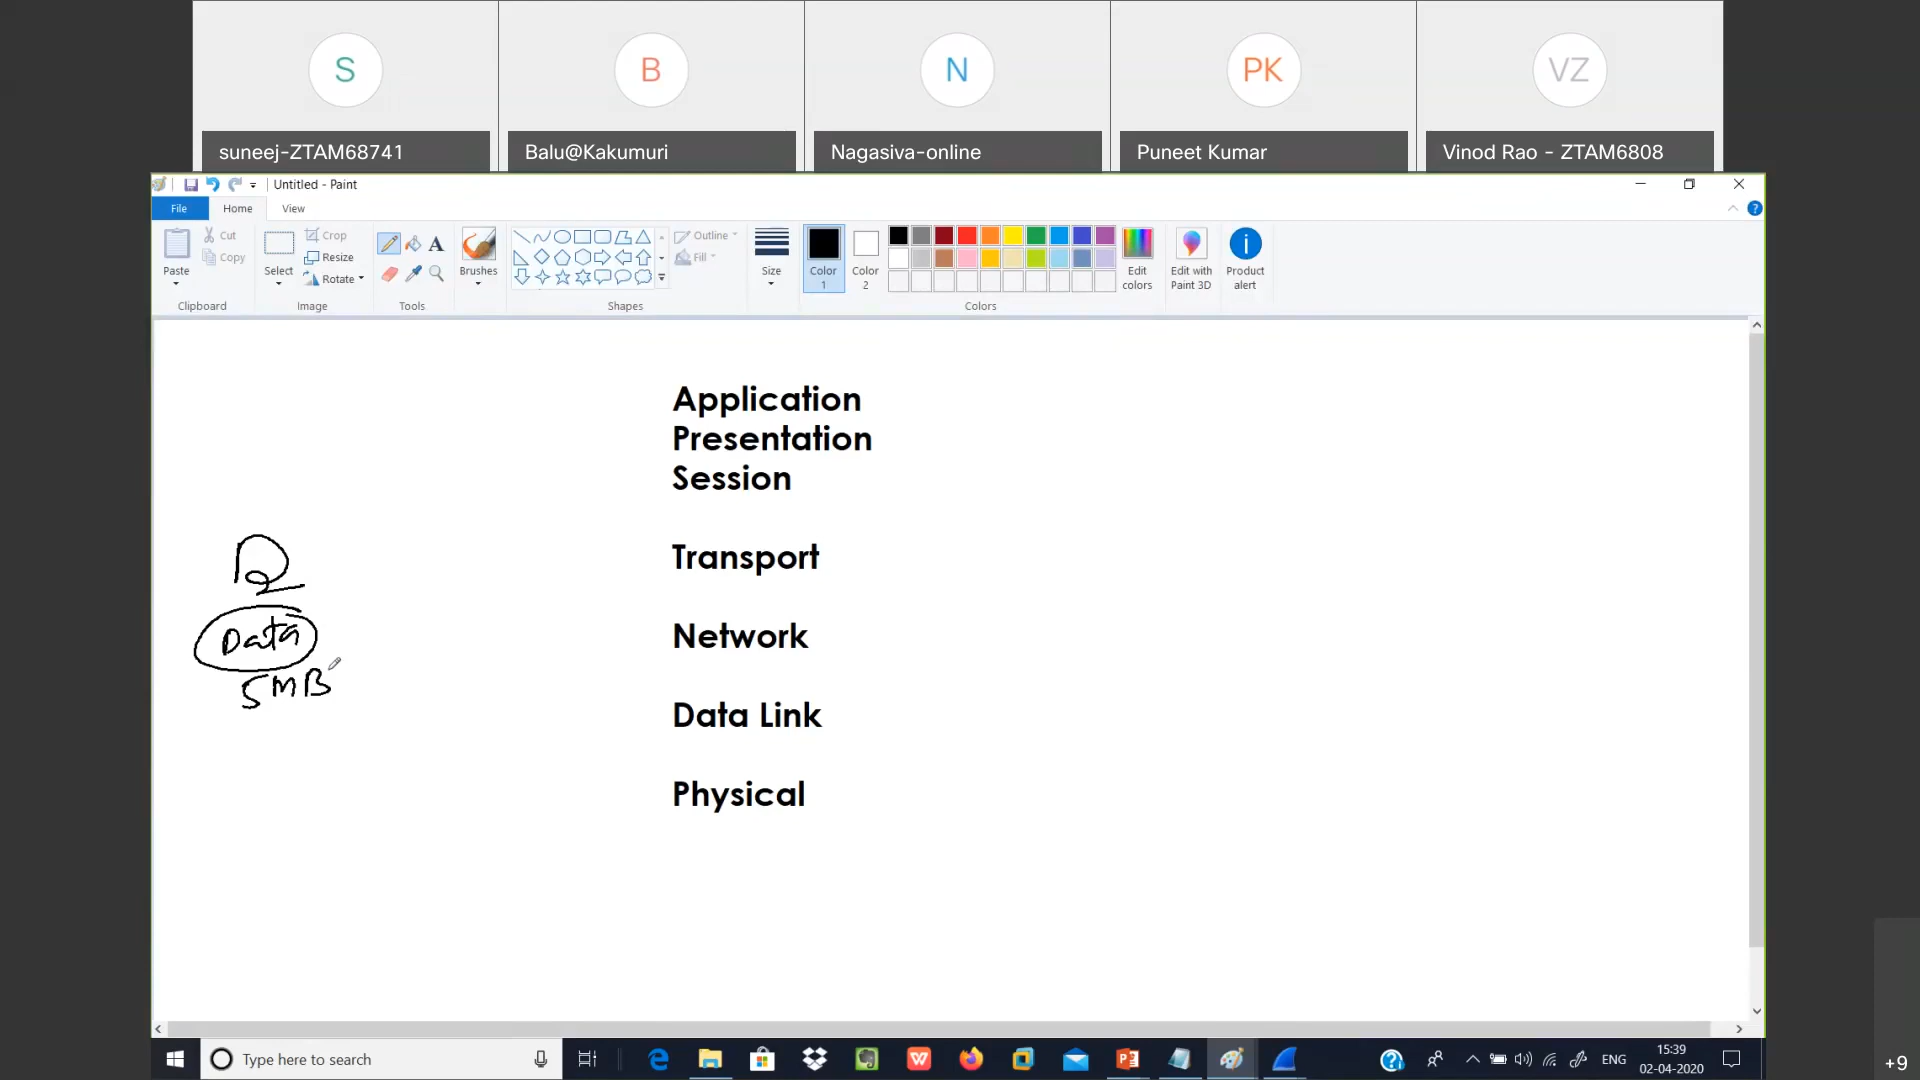 S B N PK VZ
suneej-ZTAM68741 Balu@Kakumuri Nagasiva-online Puneet Kumar Vinod Rao - ZTAM6808
Untitled - Paint
File Home View
Paste Cut Copy Select Crop Resize Rotate A Brushes Outline Fill Size Color 1 Color 2 Edit colors Edit with Paint 3D Product alert
Clipboard Image Tools Shapes Colors
Application
Presentation
Session
Transport
Data
Network
5MB
Data Link
Physical
Type here to search ENG 15:39
02-04-2020
+9